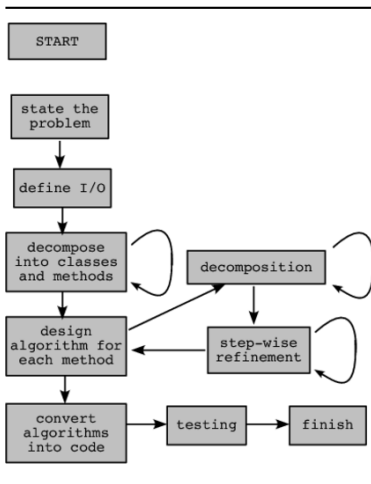 START
state the
problem
define I/O
decompose
into classes
and methods
decomposition
design
algorithm for
each method
step-wise
refinement
convert
algorithms
into code
testing
finish